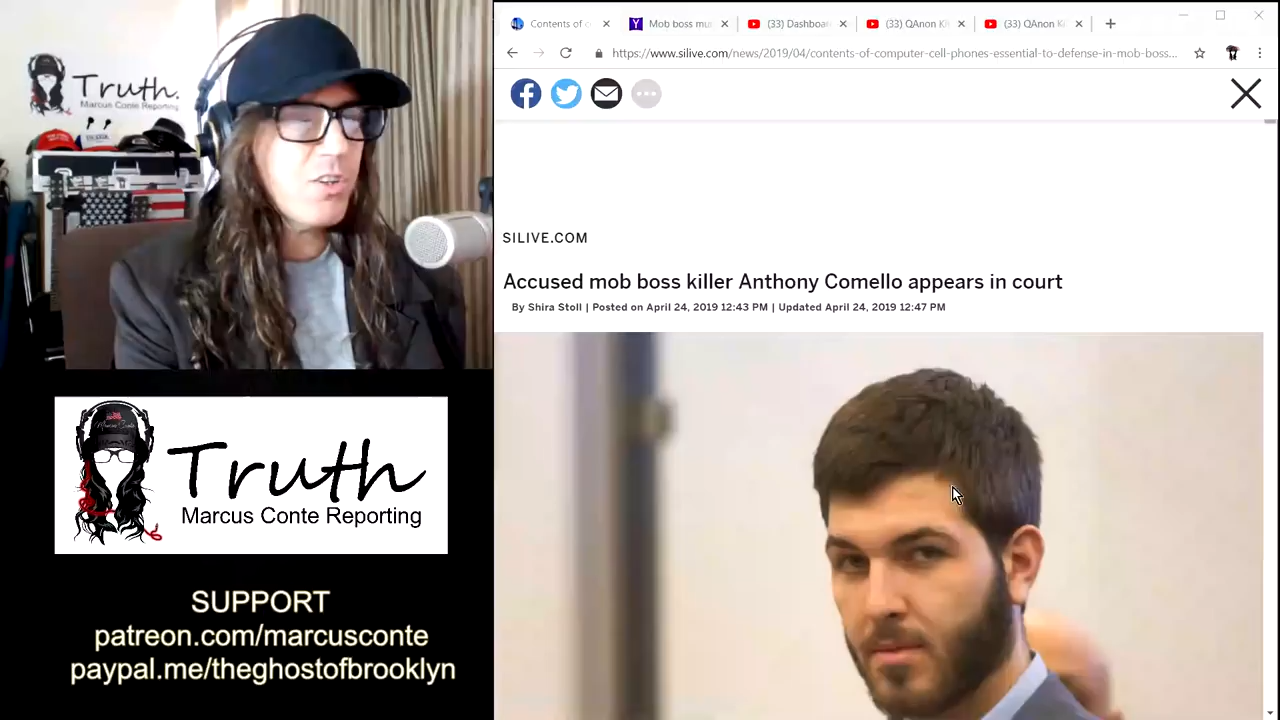 Truth.
Marcus Conte Reporting
Truth
Marcus Conte Reporting
SUPPORT
patreon.com/marcusconte
paypal.me/theghostofbrooklyn
Contents of c
Mob boss mu
(33) Dashboar
(33) QAnon Ki
(33) QAnon Ki
https://www.silive.com/news/2019/04/contents-of-computer-cell-phones-essential-to-defense-in-mob-boss...
SILIVE.COM
Accused mob boss killer Anthony Comello appears in court
By Shira Stoll | Posted on April 24, 2019 12:43 PM | Updated April 24, 2019 12:47 PM